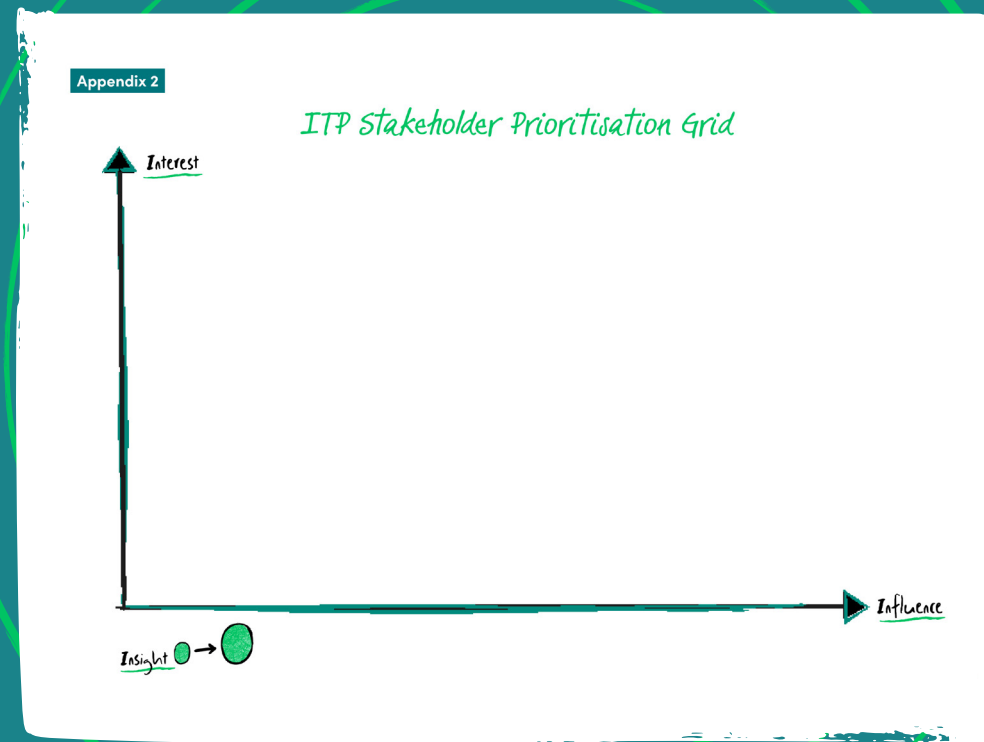 Appendix 2
ITP Stakeholder Prioritisation Grid
Interest
Influence
Insight